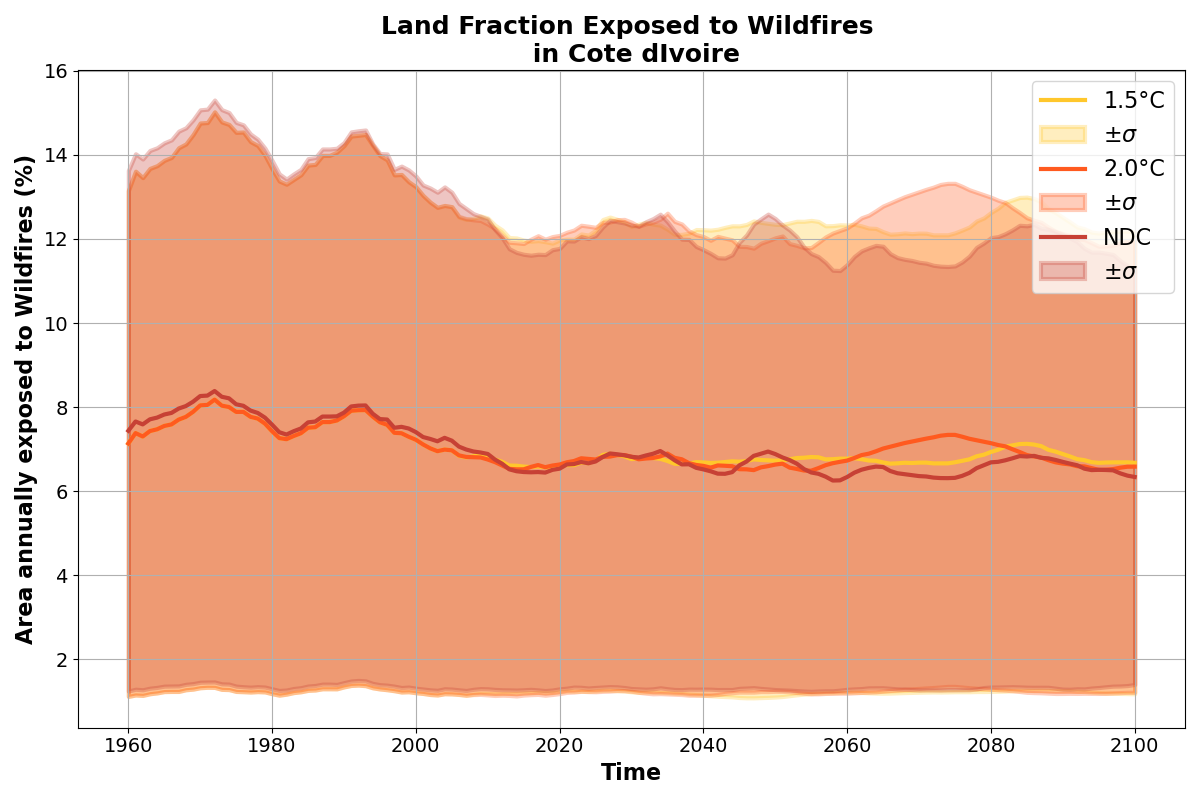 Land Fraction Exposed to Wildfires
in Cote dIvoire
Area annually exposed to Wildfires (%)
16
14
12
10
8
6
4
2
1960
1980
2000
2020
2040
2060
2080
2100
Time
1.5°C
±σ
2.0°C
±σ
NDC
±σ